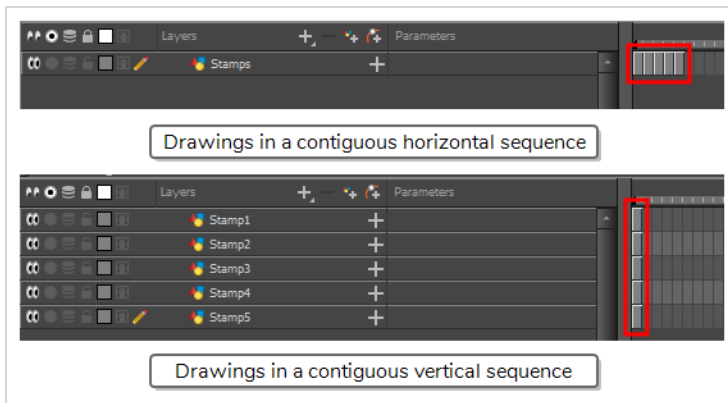 Layers Parameters
Stamps
Drawings in a contiguous horizontal sequence
Layers Parameters
Stamp1
Stamp2
Stamp3
Stamp4
Stamp5
Drawings in a contiguous vertical sequence